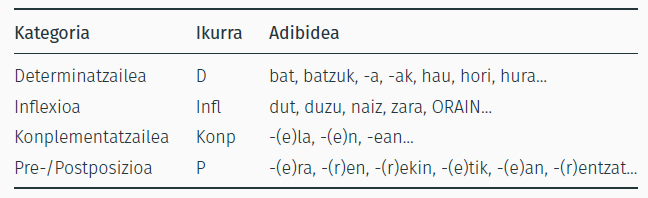 Kategoria Ikurra Adibidea
Determinatzailea D bat, batzuk, -a, -ak, hau, hori, hura…
Inflexioa Infl dut, duzu, naiz, zara, ORAIN…
Konplementatzailea Konp -(e)la, -(e)n, -ean…
Pre-/Postposizioa P -(e)ra, -(r)en, -(r)ekin, -(e)tik, -(e)an, -(r)entzat…